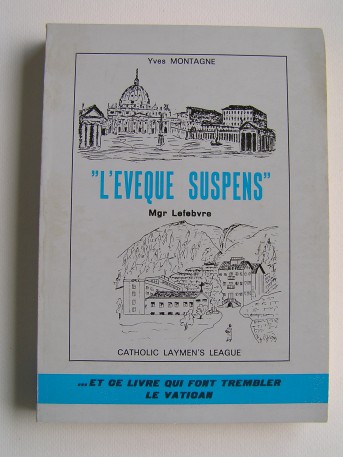 Yves MONTAGNE
"L'EVEQUE SUSPENS"
Mgr Lefebvre
CATHOLIC LAYMEN'S LEAGUE
... ET CE LIVRE QUI FONT TREMBLER
LE VATICAN